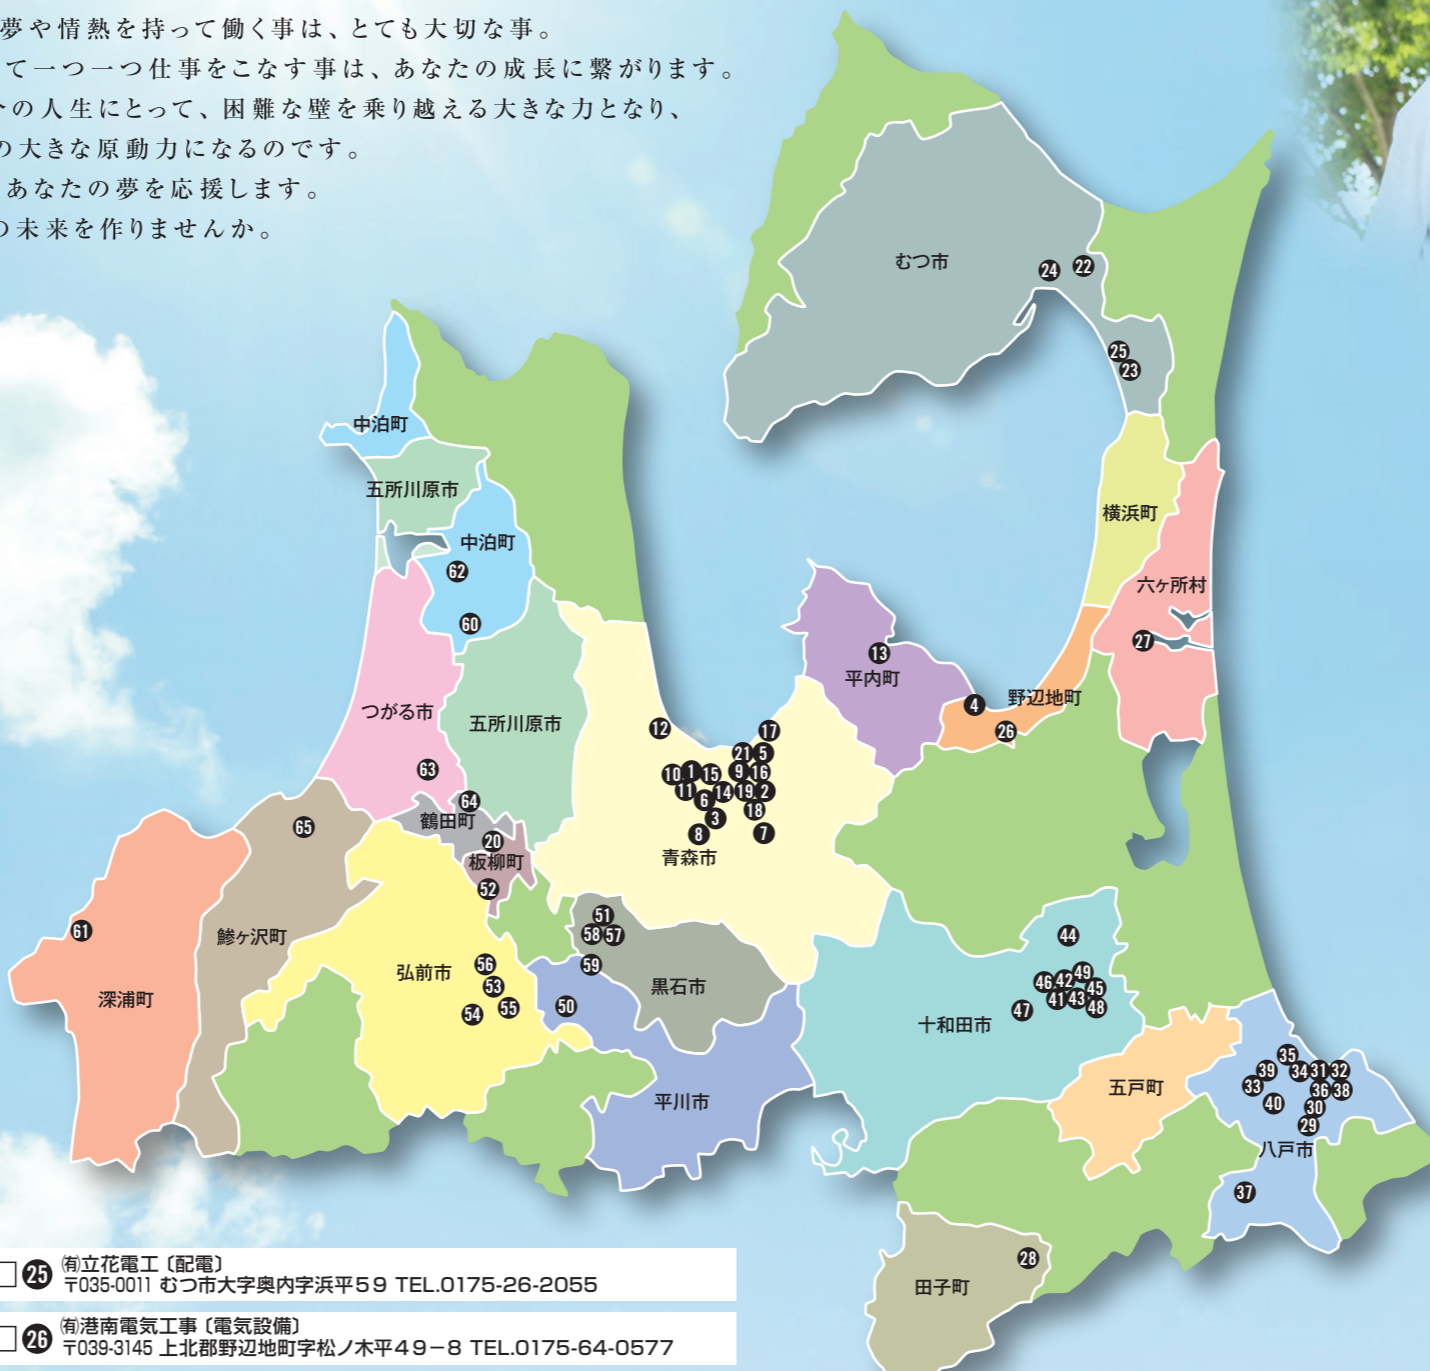 夢や情熱を持って働く事は、とても大切な事。
て一つ一つ仕事をこなす事は、あなたの成長に繋がります。
の人生にとって、困難な壁を乗り越える大きな力となり、
の大きな原動力になるのです。
あなたの夢を応援します。
の未来を作りませんか。
むつ市
24 22
25
23
中泊町
五所川原市
横浜町
中泊町
62
六ヶ所村
60
27
13
平内町
4
野辺地町
つがる市
五所川原市
12
17
26
21 5
63
10 1 15 9 16
11 6 14 19 2
64
3 18
鶴田町
65
20
8 7
板柳町
青森市
52
61
51
鰺ヶ沢町
58 57
44
56
59
弘前市
49
46 42
53
黒石市
45
深浦町
50
41 43
54 55
47
48
十和田市
35
39 34 31 32
33
36 38
五戸町
40
30
平川市
29
八戸市
37
28
田子町
25 ㈲立花電工〔配電〕
〒035-0011 むつ市大字奥内字浜平59 TEL.0175-26-2055
26 ㈲港南電気工事〔電気設備〕
〒039-3145 上北郡野辺地町字松ノ木平49－8 TEL.0175-64-0577